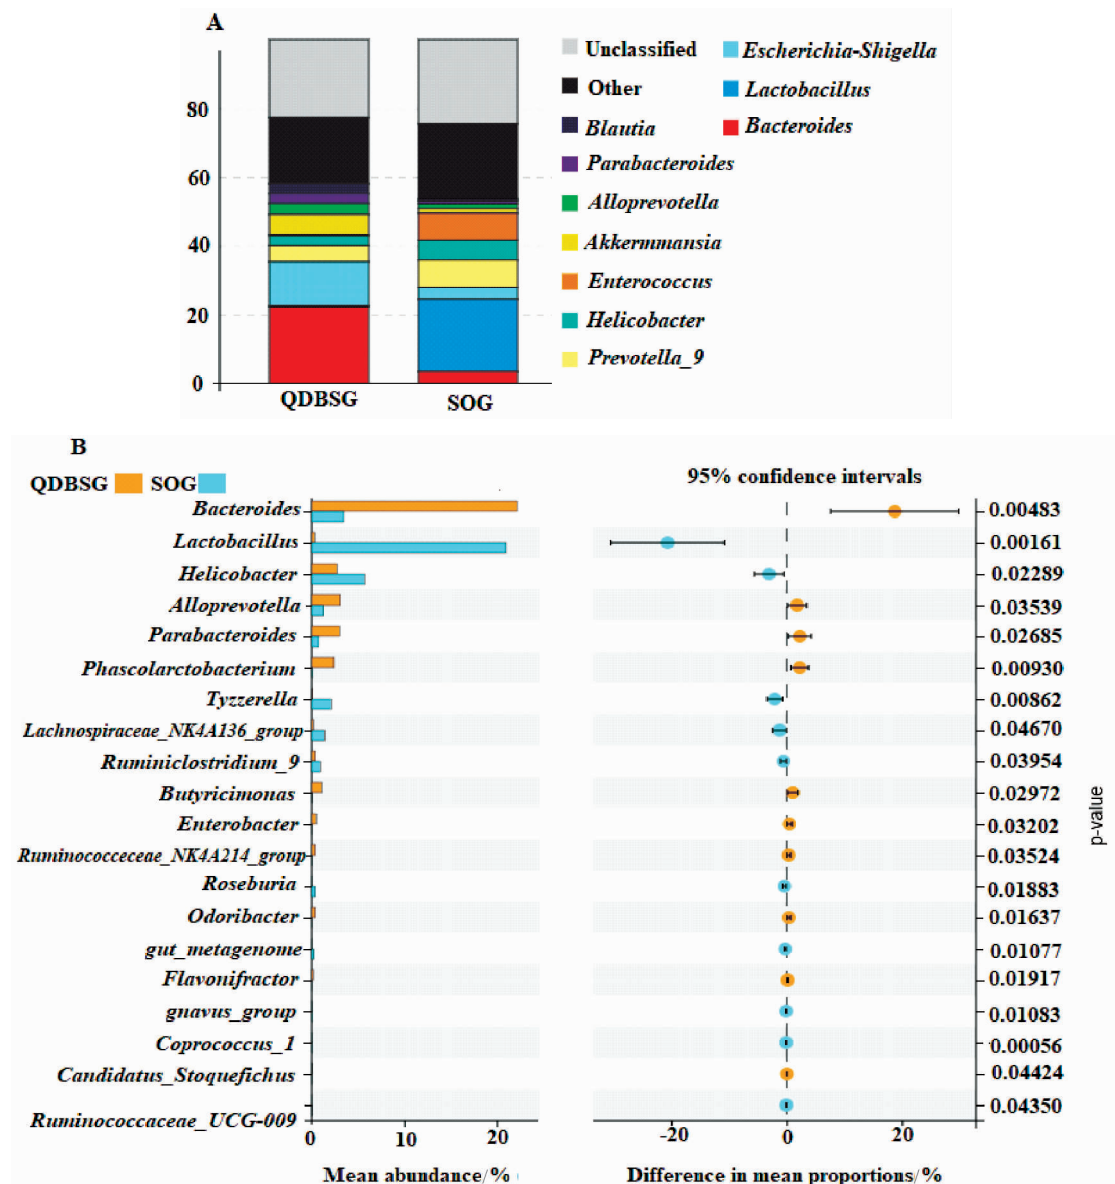 A
Unclassified
Escherichia-Shigella
Other
Lactobacillus
Blautia
Bacteroides
Parabacteroides
Alloprevotella
Akkermmansia
Enterococcus
Helicobacter
Prevotella_9
80
60
40
20
0
QDBSG
SOG
B
QDBSG SOG
95% confidence intervals
Bacteroides 0.00483
Lactobacillus 0.00161
Helicobacter 0.02289
Alloprevotella 0.03539
Parabacteroides 0.02685
Phascolarctobacterium 0.00930
Tyzzerella 0.00862
Lachnospiraceae_NK4A136_group 0.04670
Ruminiclostridium_9 0.03954
Butyricimonas 0.02972
Enterobacter 0.03202
Ruminococceceae_NK4A214_group 0.03524
Roseburia 0.01883
Odoribacter 0.01637
gut_metagenome 0.01077
Flavonifractor 0.01917
gnavus_group 0.01083
Coprococcus_1 0.00056
Candidatus_Stoquefichus 0.04424
Ruminococcaceae_UCG-009 0.04350
p-value
0 10 20
-20 0 20
Mean abundance/%
Difference in mean proportions/%